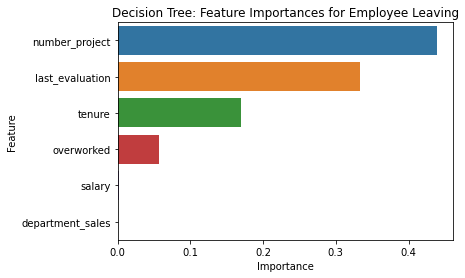 Decision Tree: Feature Importances for Employee Leaving
number_project
last_evaluation
tenure
overworked
salary
department_sales
Feature
0.0 0.1 0.2 0.3 0.4
Importance